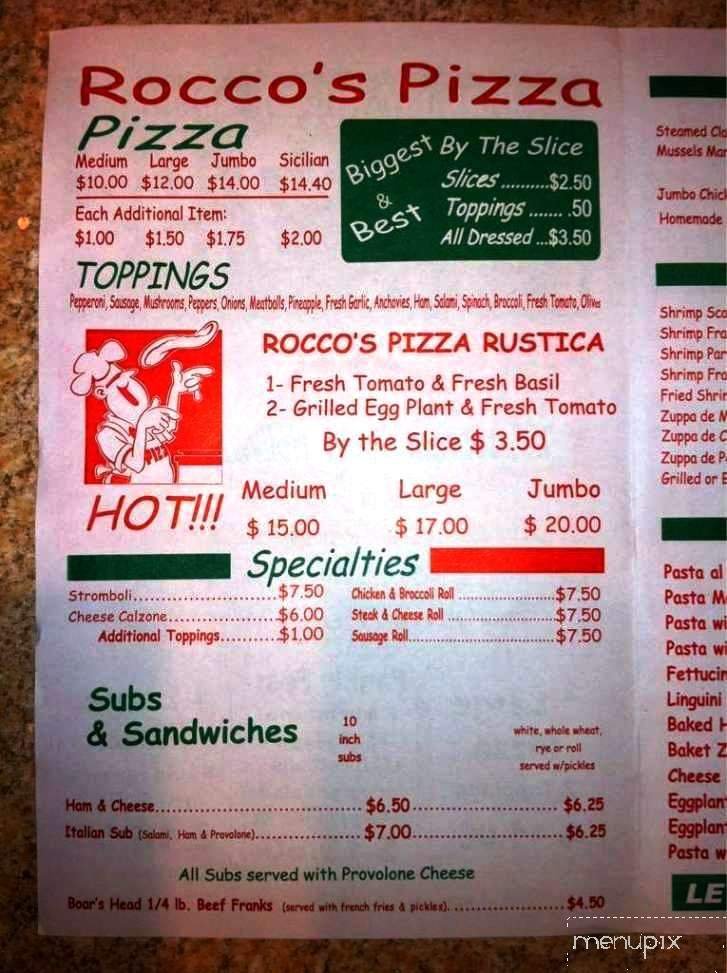 Rocco's Pizza
Pizza
Medium Large Jumbo Sicilian
$10.00 $12.00 $14.00 $14.40
Each Additional Item:
$1.00 $1.50 $1.75 $2.00
Biggest & Best
By The Slice
Slices ..........$2.50
Toppings ....... .50
All Dressed ...$3.50
TOPPINGS
Pepperoni, Sausage, Mushrooms, Peppers, Onions, Meatballs, Pineapple, Fresh Garlic, Anchovies, Ham, Salami, Spinach, Broccoli, Fresh Tomato, Olives
PIZZA
HOT!!!
ROCCO'S PIZZA RUSTICA
1- Fresh Tomato & Fresh Basil
2- Grilled Egg Plant & Fresh Tomato
By the Slice $ 3.50
Medium Large Jumbo
$ 15.00 $ 17.00 $ 20.00
Specialties
Stromboli..........................$7.50
Cheese Calzone....................$6.00
Additional Toppings..........$1.00
Chicken & Broccoli Roll ..........................$7.50
Steak & Cheese Roll ..........................$7.50
Sausage Roll..........................$7.50
Subs
& Sandwiches
10
inch
subs
white, whole wheat,
rye or roll
served w/pickles
Ham & Cheese.................................... $6.50.......................... $6.25
Italian Sub (Salami, Ham & Provolone).................... $7.00.......................... $6.25
All Subs served with Provolone Cheese
Boar's Head 1/4 lb. Beef Franks (served with french fries & pickles). ..................... $4.50
Steamed
Mussels
Jumbo
Homemade
Shrimp
Shrimp
Shrimp
Shrimp
Fried
Zuppa de
Zuppa de
Zuppa de
Grilled or
Pasta al
Pasta
Pasta
Pasta
Linguini
Baked
Baket
Cheese
Pasta
LE
menupix